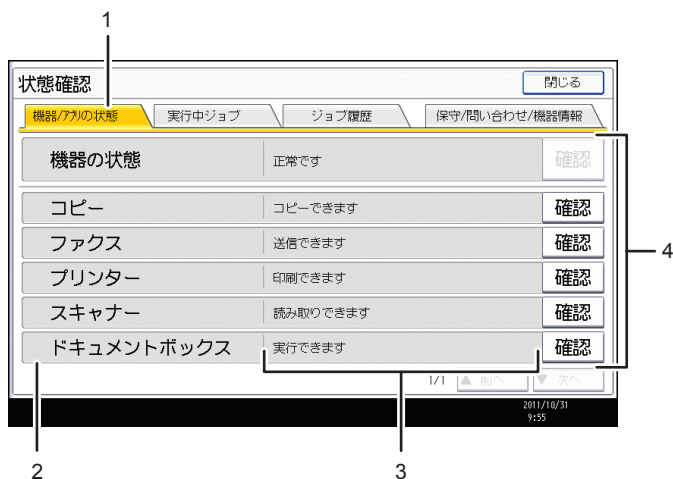 1
状態確認 閉じる
機器/アプリの状態 実行中ジョブ ジョブ履歴 保守/問い合わせ/機器情報
機器の状態 正常です 確認
コピー コピーできます 確認
ファクス 送信できます 確認
4
プリンター 印刷できます 確認
スキャナー 読み取りできます 確認
ドキュメントボックス 実行できます 確認
1/1 ▲ 前へ ▼ 次へ
2011/10/31
9:55
2 3